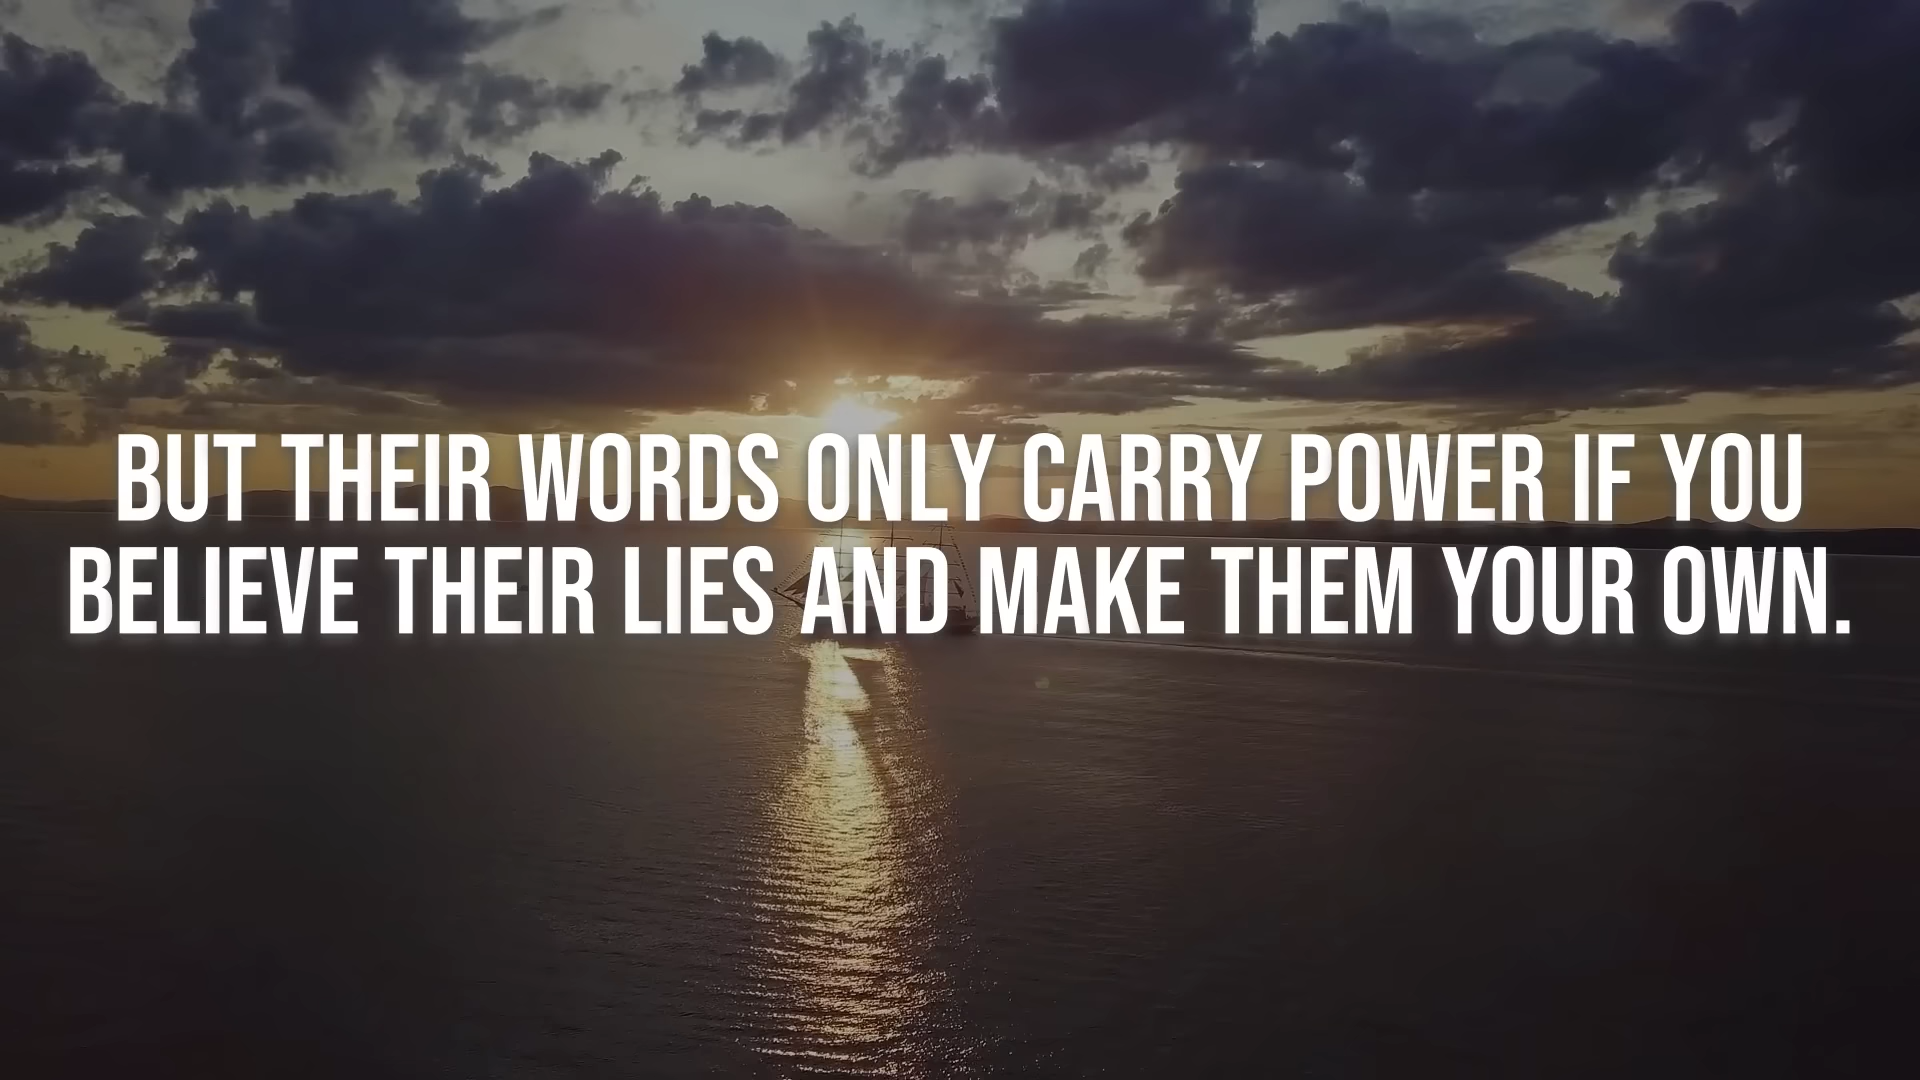 BUT THEIR WORDS ONLY CARRY POWER IF YOU
BELIEVE THEIR LIES AND MAKE THEM YOUR OWN.